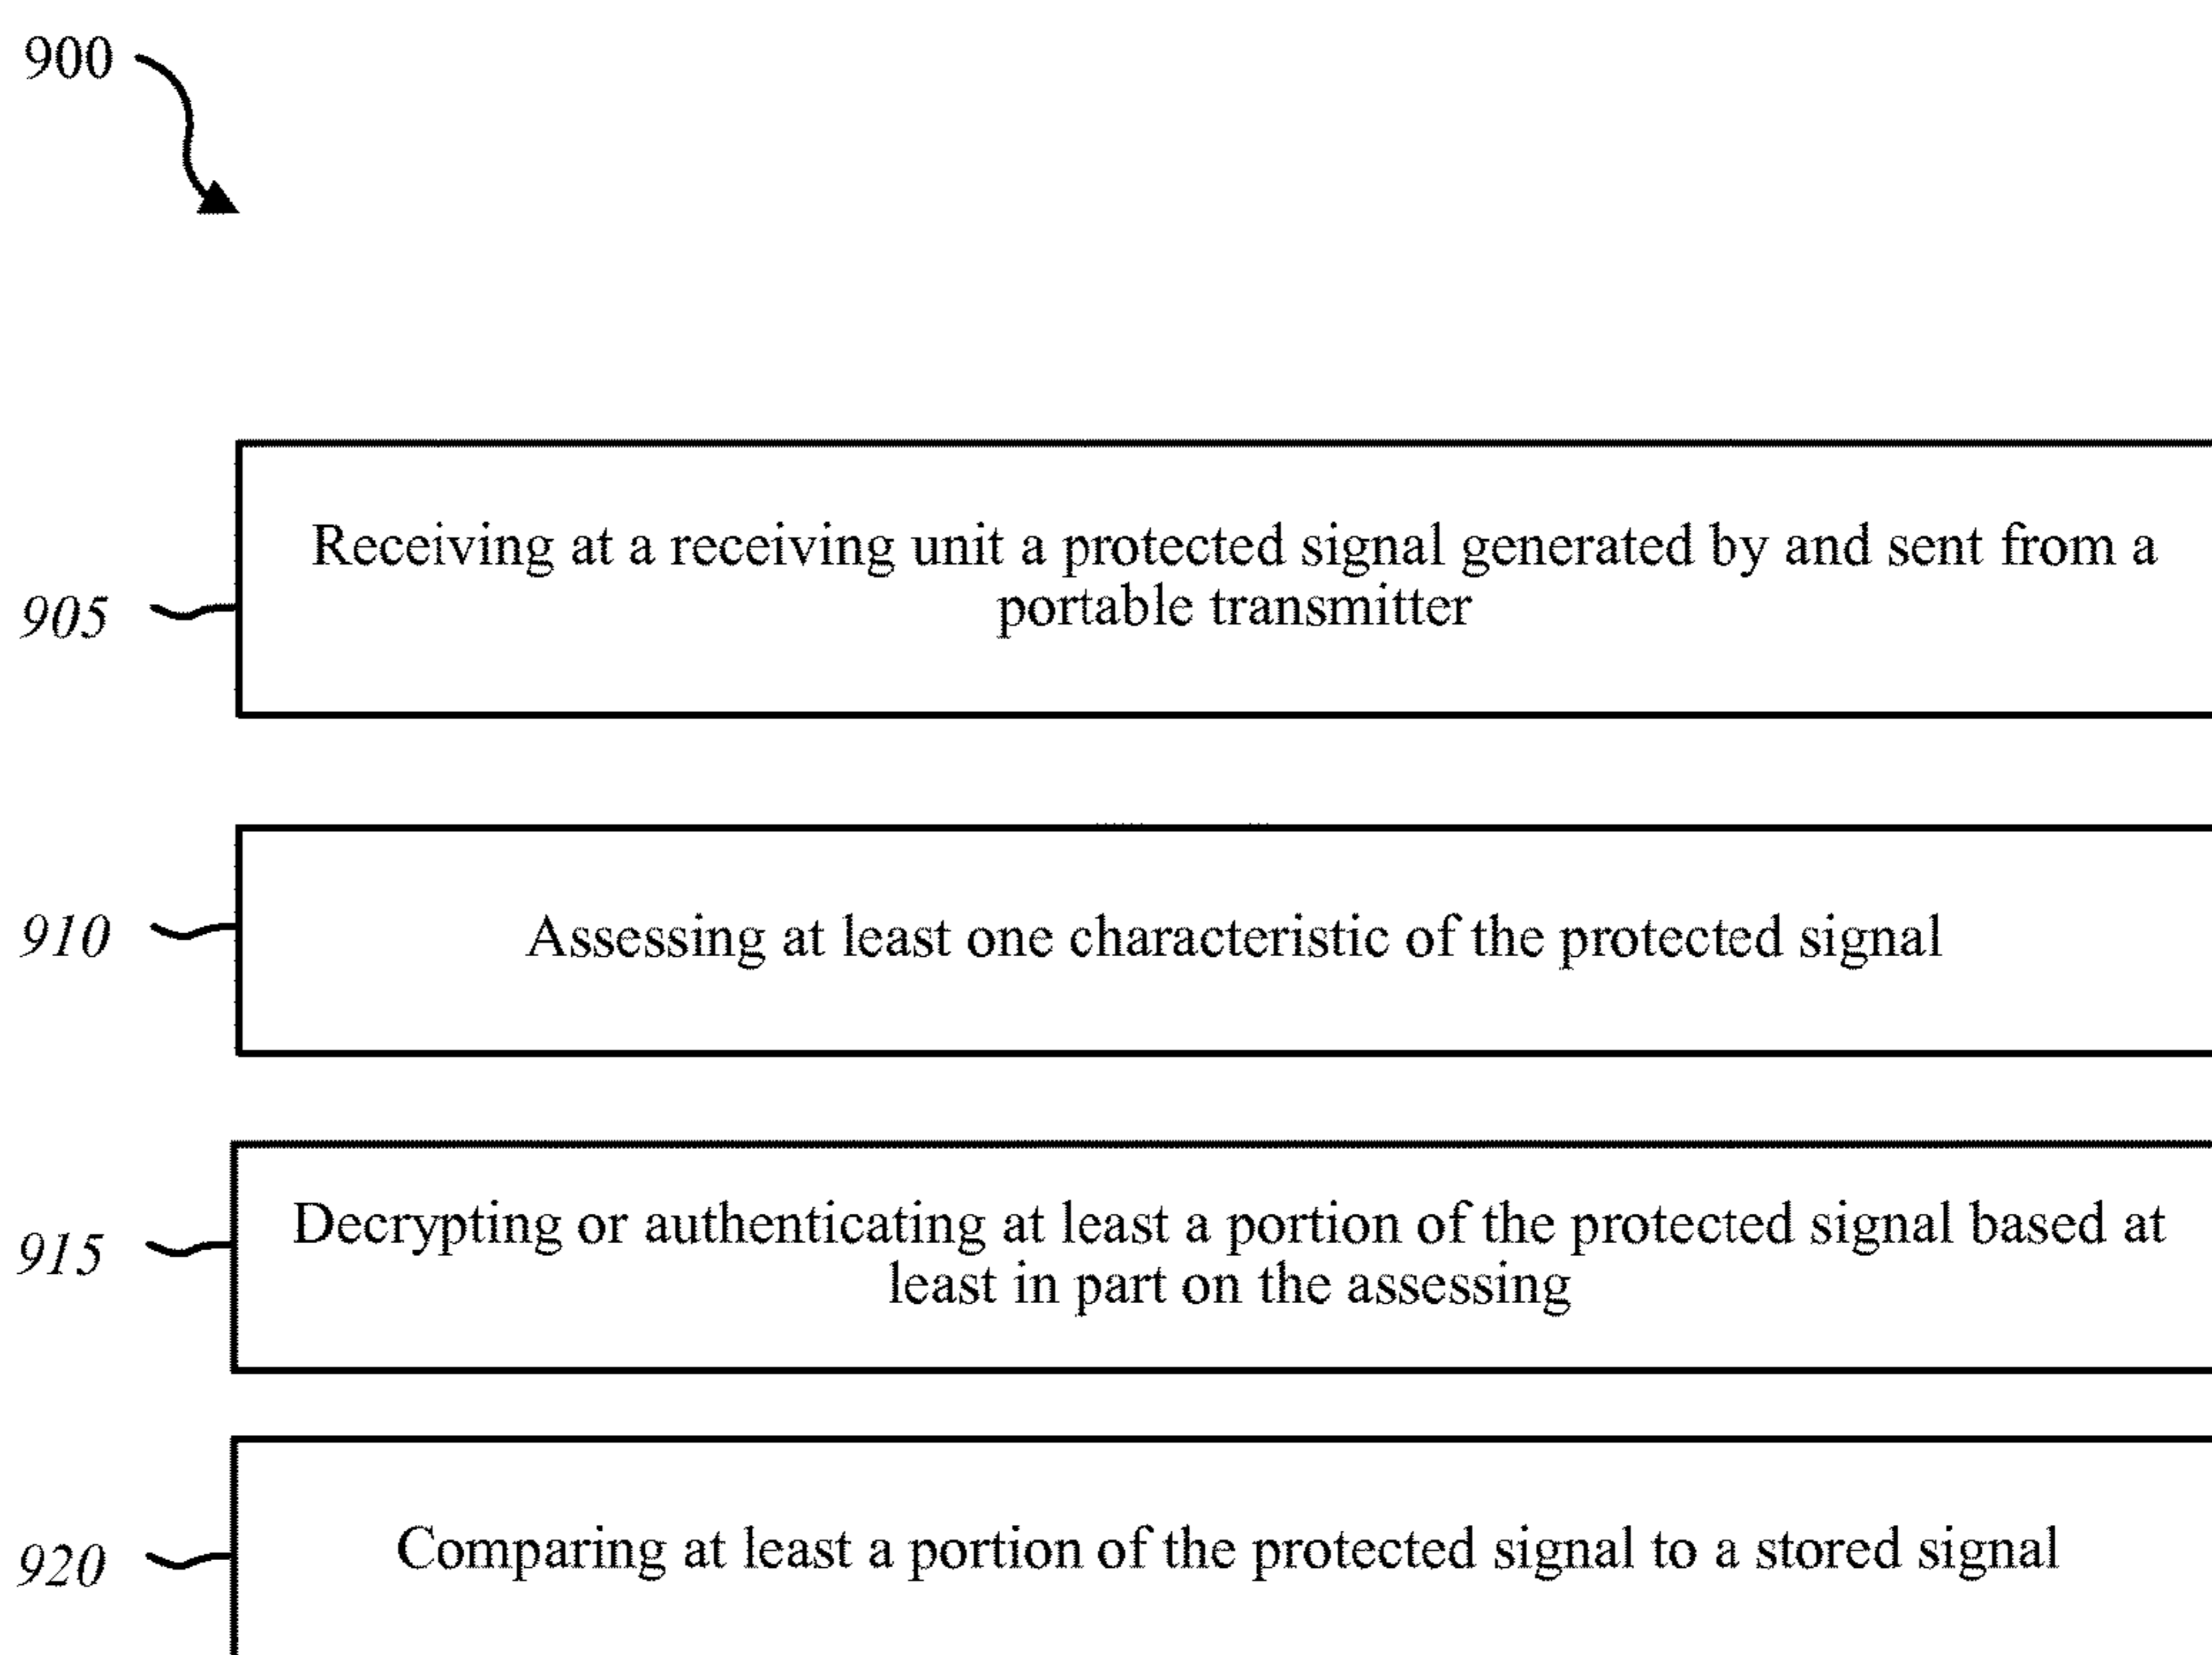 900
Receiving at a receiving unit a protected signal generated by and sent from a
portable transmitter
905
Assessing at least one characteristic of the protected signal
910
Decrypting or authenticating at least a portion of the protected signal based at
least in part on the assessing
915
Comparing at least a portion of the protected signal to a stored signal
920